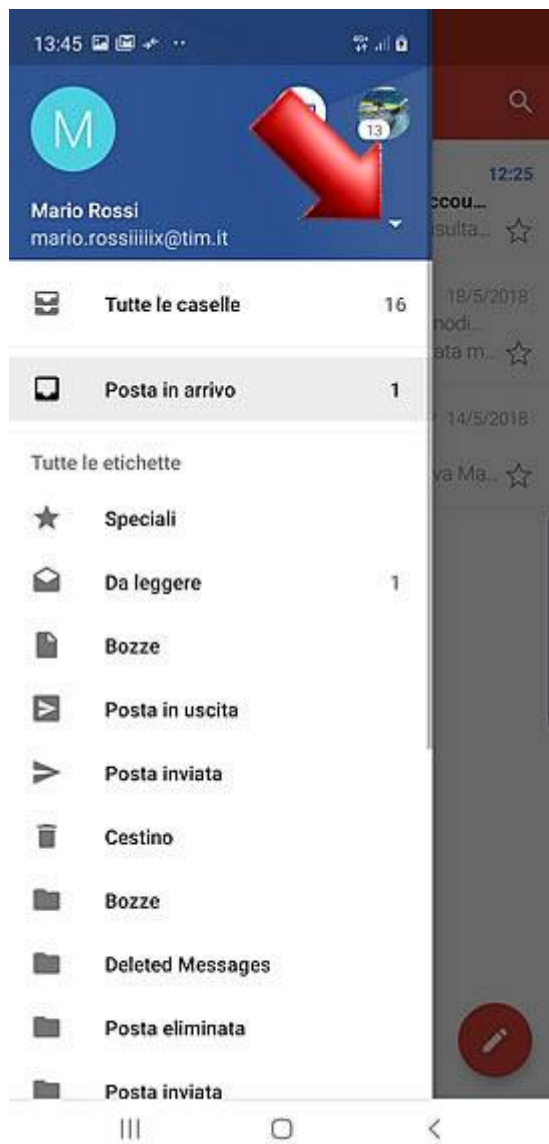 13:45
M
13
Mario Rossi
mario.rossiiiiix@tim.it
Tutte le caselle 16
Posta in arrivo 1
Tutte le etichette
Speciali
Da leggere 1
Bozze
Posta in uscita
Posta inviata
Cestino
Bozze
Deleted Messages
Posta eliminata
Posta inviata
12:25
ccou...
sulta...
18/5/2018
nodi...
ata m...
14/5/2018
va Ma...